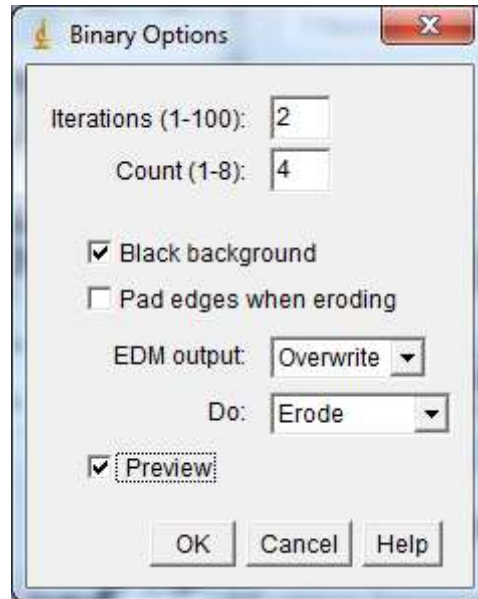 Binary Options
Iterations (1-100): 2
Count (1-8): 4
Black background
Pad edges when eroding
EDM output: Overwrite
Do: Erode
Preview
OK Cancel Help